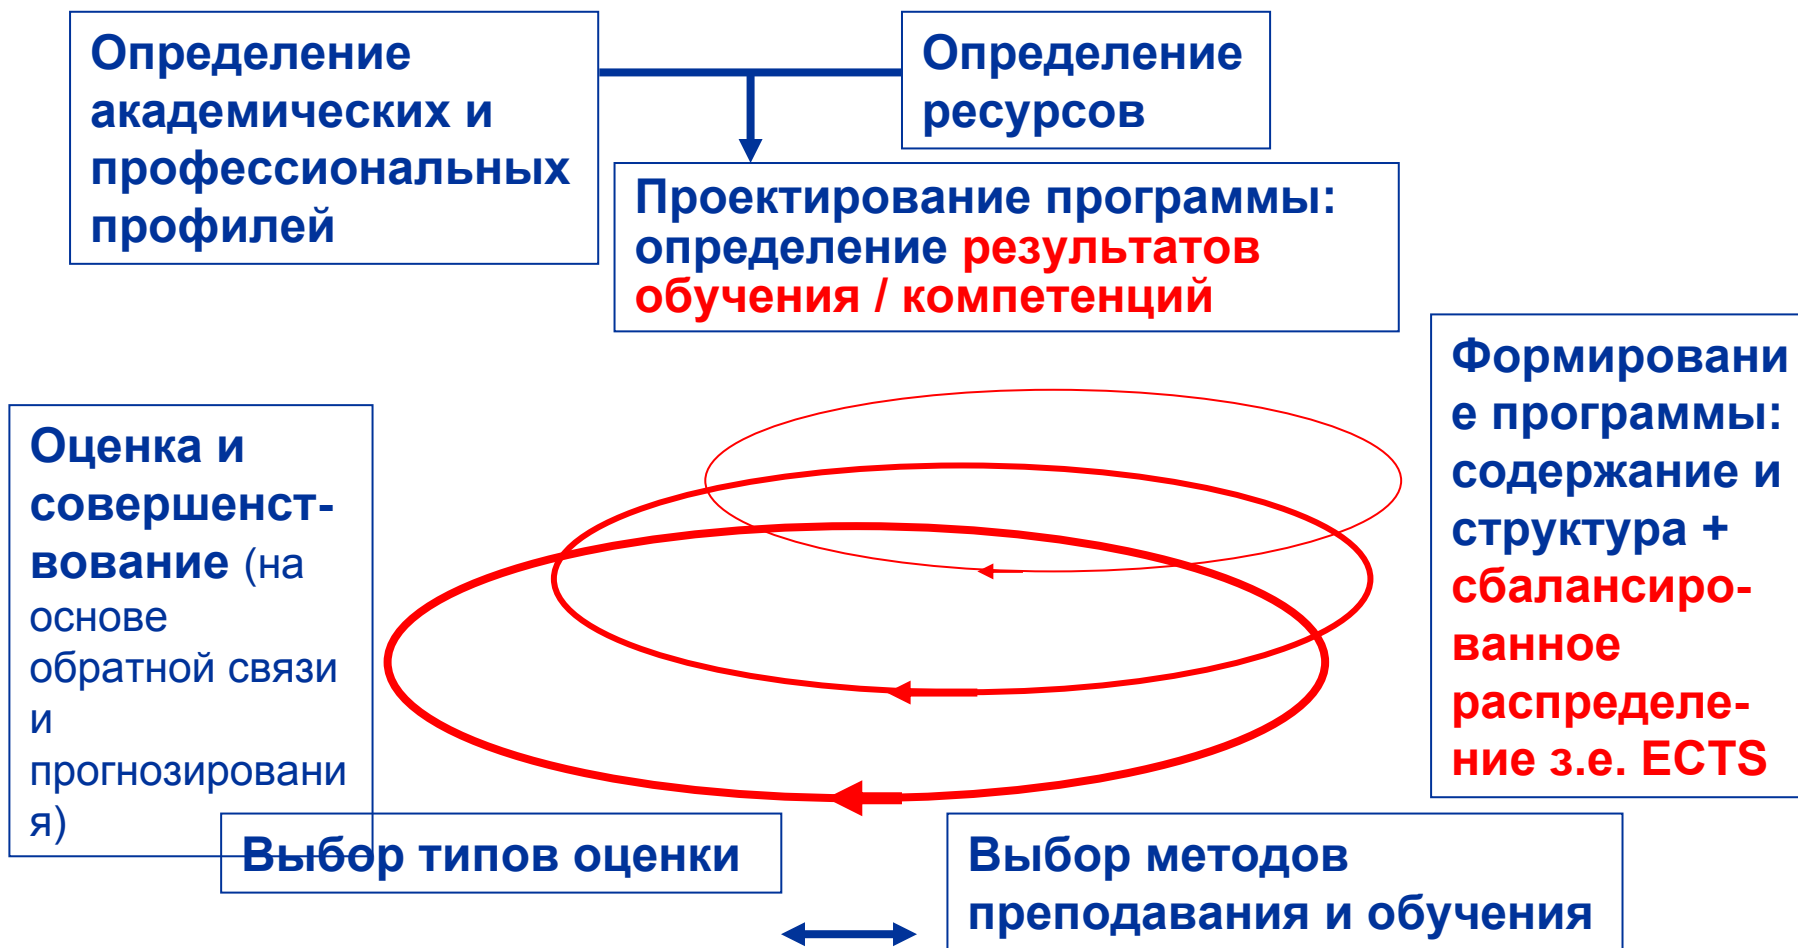 Определение
академических и
профессиональных
профилей
Определение
ресурсов
Проектирование программы:
определение результатов
обучения / компетенций
Формировани
е программы:
содержание и
структура +
сбалансиро-
ванное
распределе-
ние з.е. ECTS
Оценка и
совершенст-
вование (на
основе
обратной связи
и
прогнозировани
я)
Выбор типов оценки
Выбор методов
преподавания и обучения